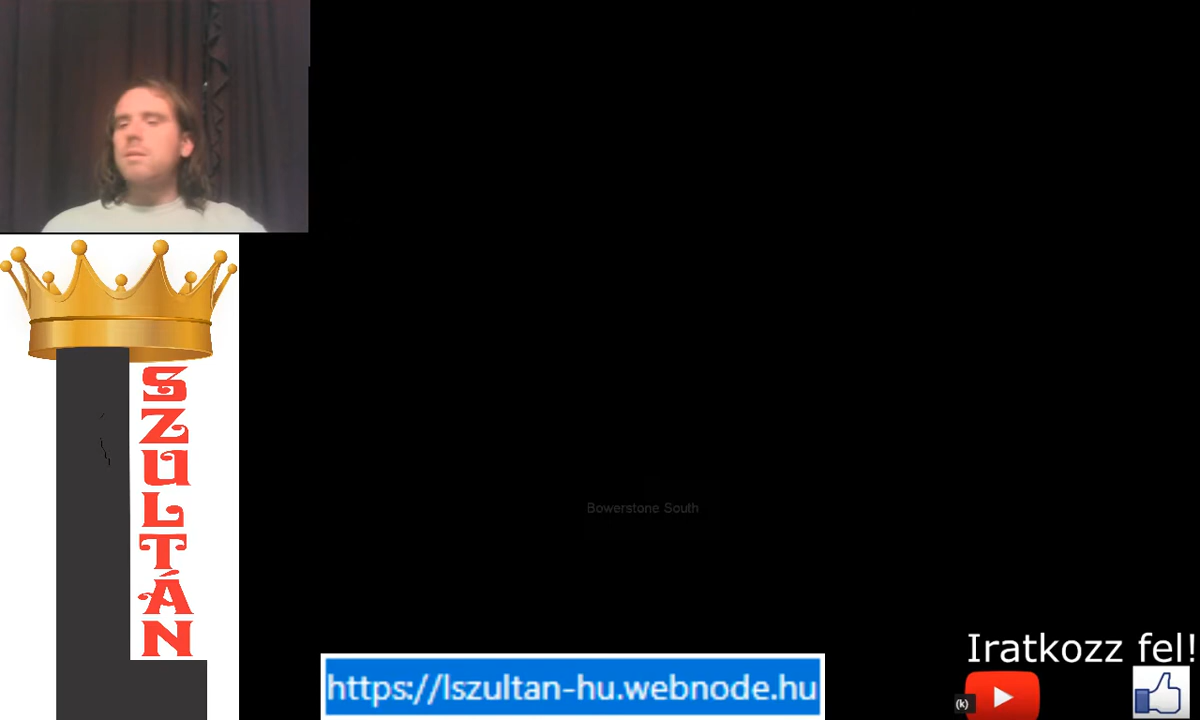 L
SZULTÁN
Bowerstone South
Iratkozz fel!
https://lszultan-hu.webnode.hu
(k)